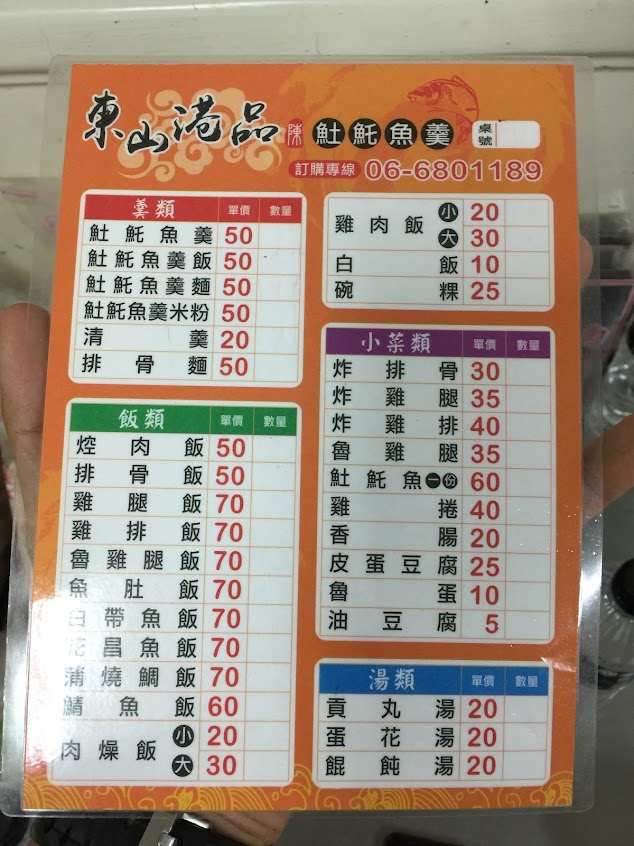 東山港品 陳 魠魠魚羹 桌號
訂購專線 06-6801189
羹類 單價 數量
魠魠魚羹 50
魠魠魚羹飯 50
魠魠魚羹麵 50
魠魠魚羹米粉 50
清羹 20
排骨麵 50
飯類 單價 數量
焢肉飯 50
排骨飯 50
雞腿飯 70
雞排飯 70
魯雞腿飯 70
魚肚飯 70
白帶魚飯 70
花昌魚飯 70
蒲燒鯛飯 70
鯖魚飯 60
肉燥飯 小 20
大 30
雞肉飯 小 20
大 30
白飯 10
碗粿 25
小菜類 單價 數量
炸排骨 30
炸雞腿 35
炸雞排 40
魯雞腿 35
魠魠魚 一份 60
雞捲 40
香腸 20
皮蛋豆腐 25
魯蛋 10
油豆腐 5
湯類 單價 數量
貢丸湯 20
蛋花湯 20
餛飩湯 20